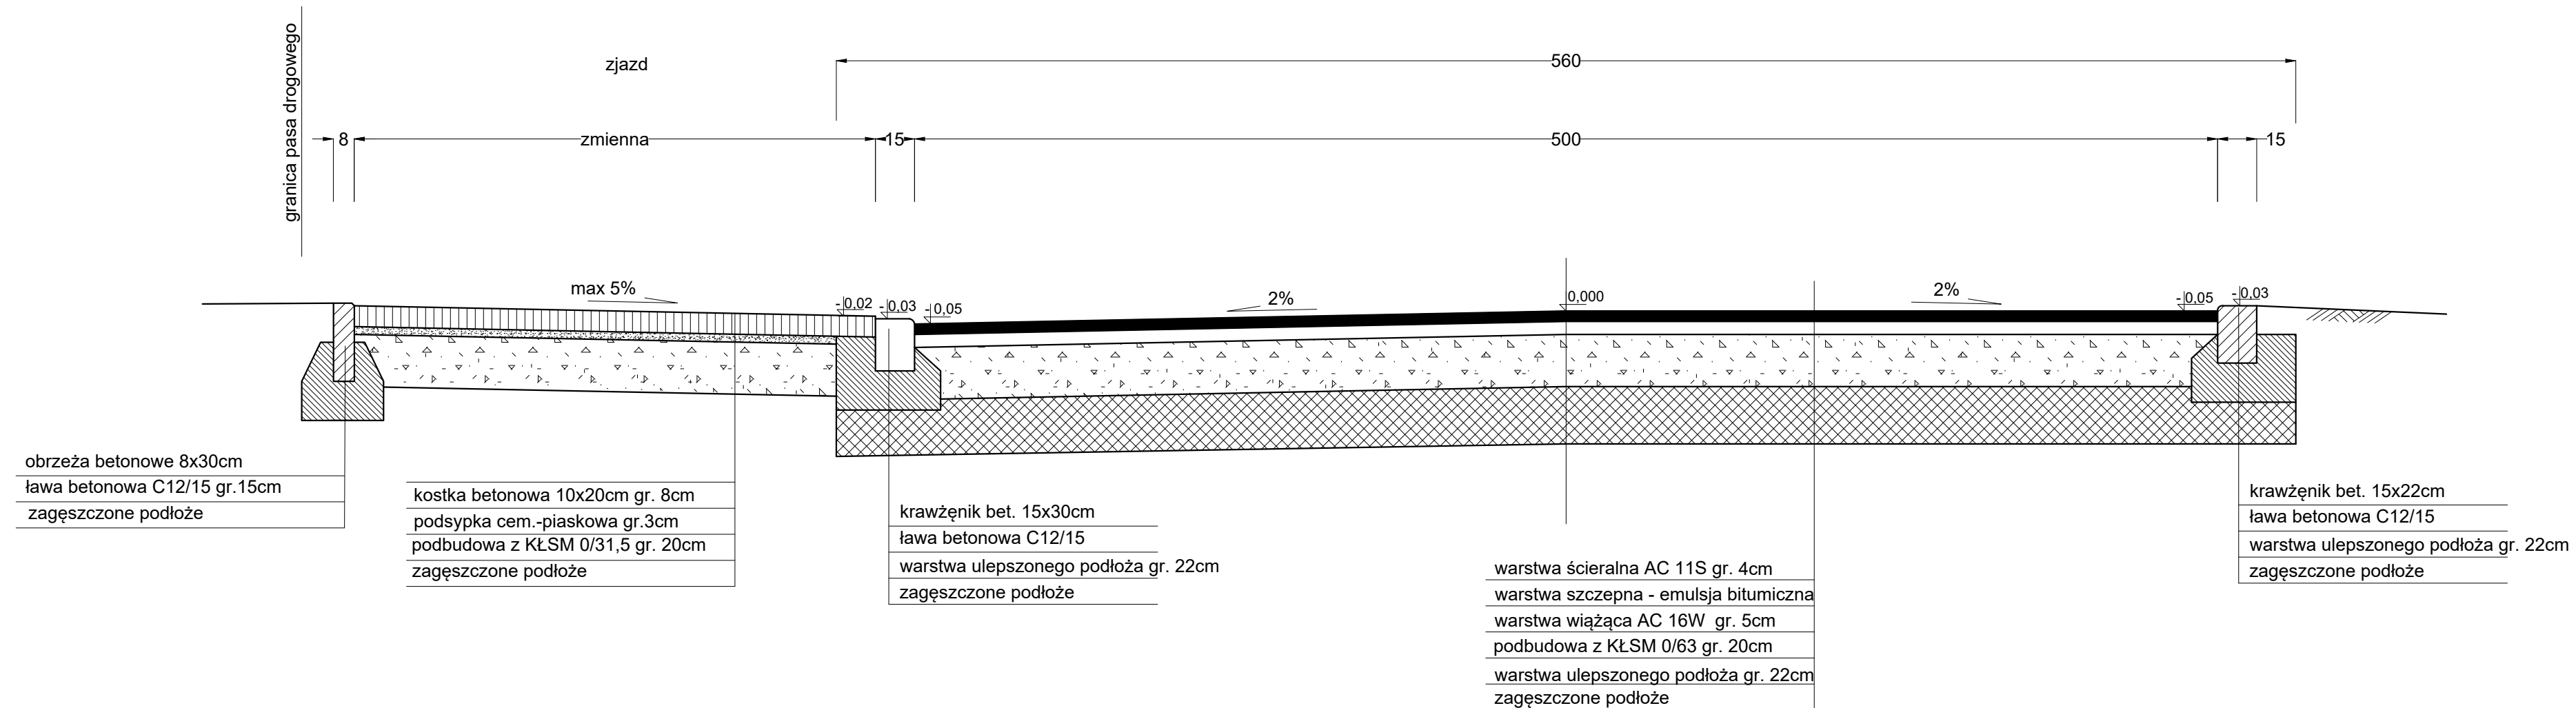 granica pasa drogowego
zjazd
560
8
zmienna
15
500
15
max 5%
- 0,02
- 0,03
- 0,05
2%
0,000
2%
- 0,05
- 0,03
obrzeża betonowe 8x30cm
ława betonowa C12/15 gr.15cm
zagęszczone podłoże
kostka betonowa 10x20cm gr. 8cm
podsypka cem.-piaskowa gr.3cm
podbudowa z KŁSM 0/31,5 gr. 20cm
zagęszczone podłoże
krawżęnik bet. 15x30cm
ława betonowa C12/15
warstwa ulepszonego podłoża gr. 22cm
zagęszczone podłoże
warstwa ścieralna AC 11S gr. 4cm
warstwa szczepna - emulsja bitumiczna
warstwa wiążąca AC 16W  gr. 5cm
podbudowa z KŁSM 0/63 gr. 20cm
warstwa ulepszonego podłoża gr. 22cm
zagęszczone podłoże
krawżęnik bet. 15x22cm
ława betonowa C12/15
warstwa ulepszonego podłoża gr. 22cm
zagęszczone podłoże